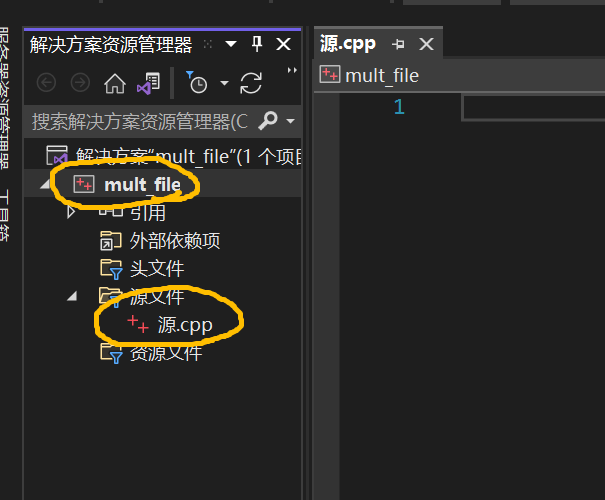 解决方案资源管理器
搜索解决方案资源管理器(C
解决方案"mult_file"(1 个项目
mult_file
引用
外部依赖项
头文件
源文件
源.cpp
资源文件
服务器资源管理器
工具箱
源.cpp
mult_file
1